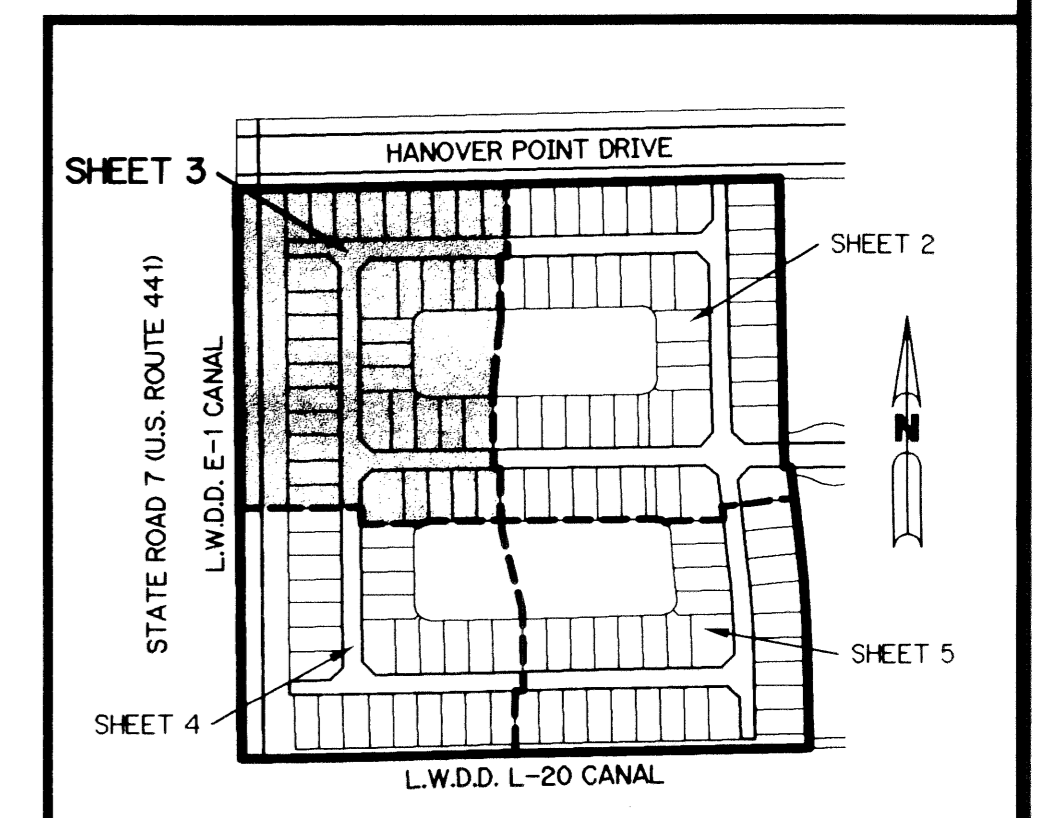 HANOVER POINT DRIVE
SHEET 3
SHEET 2
STATE ROAD 7 (U.S. ROUTE 441)
L.W.D.D. E-1 CANAL
N
SHEET 5
SHEET 4
L.W.D.D. L-20 CANAL